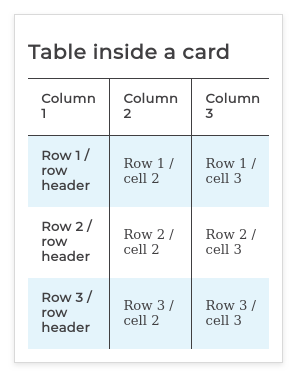 Table inside a card
Column
1
Column
2
Column
3
Row 1 /
row
header
Row 1 /
cell 2
Row 1 /
cell 3
Row 2 /
row
header
Row 2 /
cell 2
Row 2 /
cell 3
Row 3 /
row
header
Row 3 /
cell 2
Row 3 /
cell 3